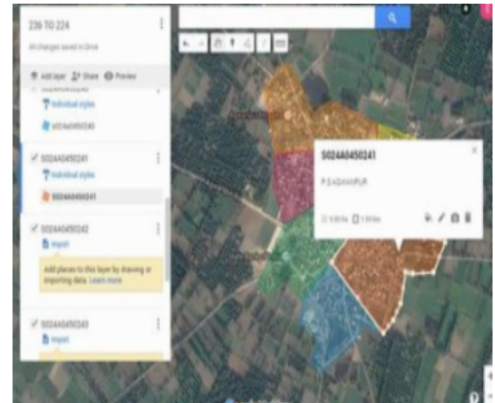 236 TO 224
All changes saved in Drive
Add layer
Share
Preview
Individual styles
S024A0450240
S024A0450241
Individual styles
S024A0450241
S024A0450242
Import
Add places to this layer by drawing or
importing data. Learn more
S024A0450243
Import
S024A0450241